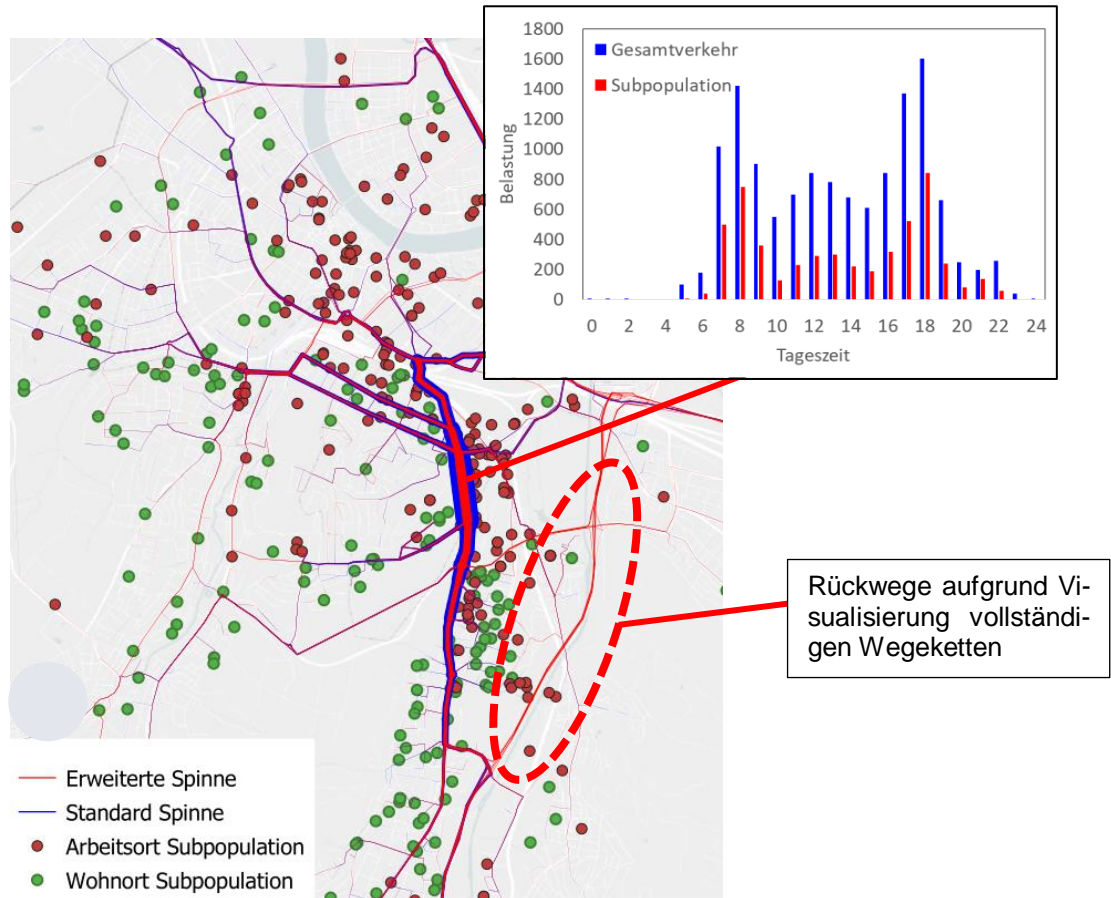 1800
1600
1400
1200
1000
800
600
400
200
0
Belastung
Gesamtverkehr
Subpopulation
0 2 4 6 8 10 12 14 16 18 20 22 24
Tageszeit
Rückwege aufgrund Vi-
sualisierung vollständi-
gen Wegeketten
Erweiterte Spinne
Standard Spinne
Arbeitsort Subpopulation
Wohnort Subpopulation